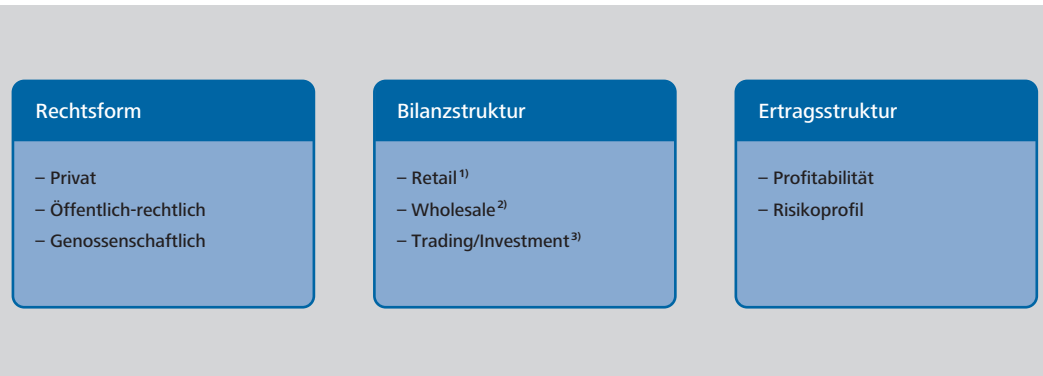 Rechtsform
– Privat
– Öffentlich-rechtlich
– Genossenschaftlich
Bilanzstruktur
– Retail 1)
– Wholesale 2)
– Trading/Investment 3)
Ertragsstruktur
– Profitabilität
– Risikoprofil